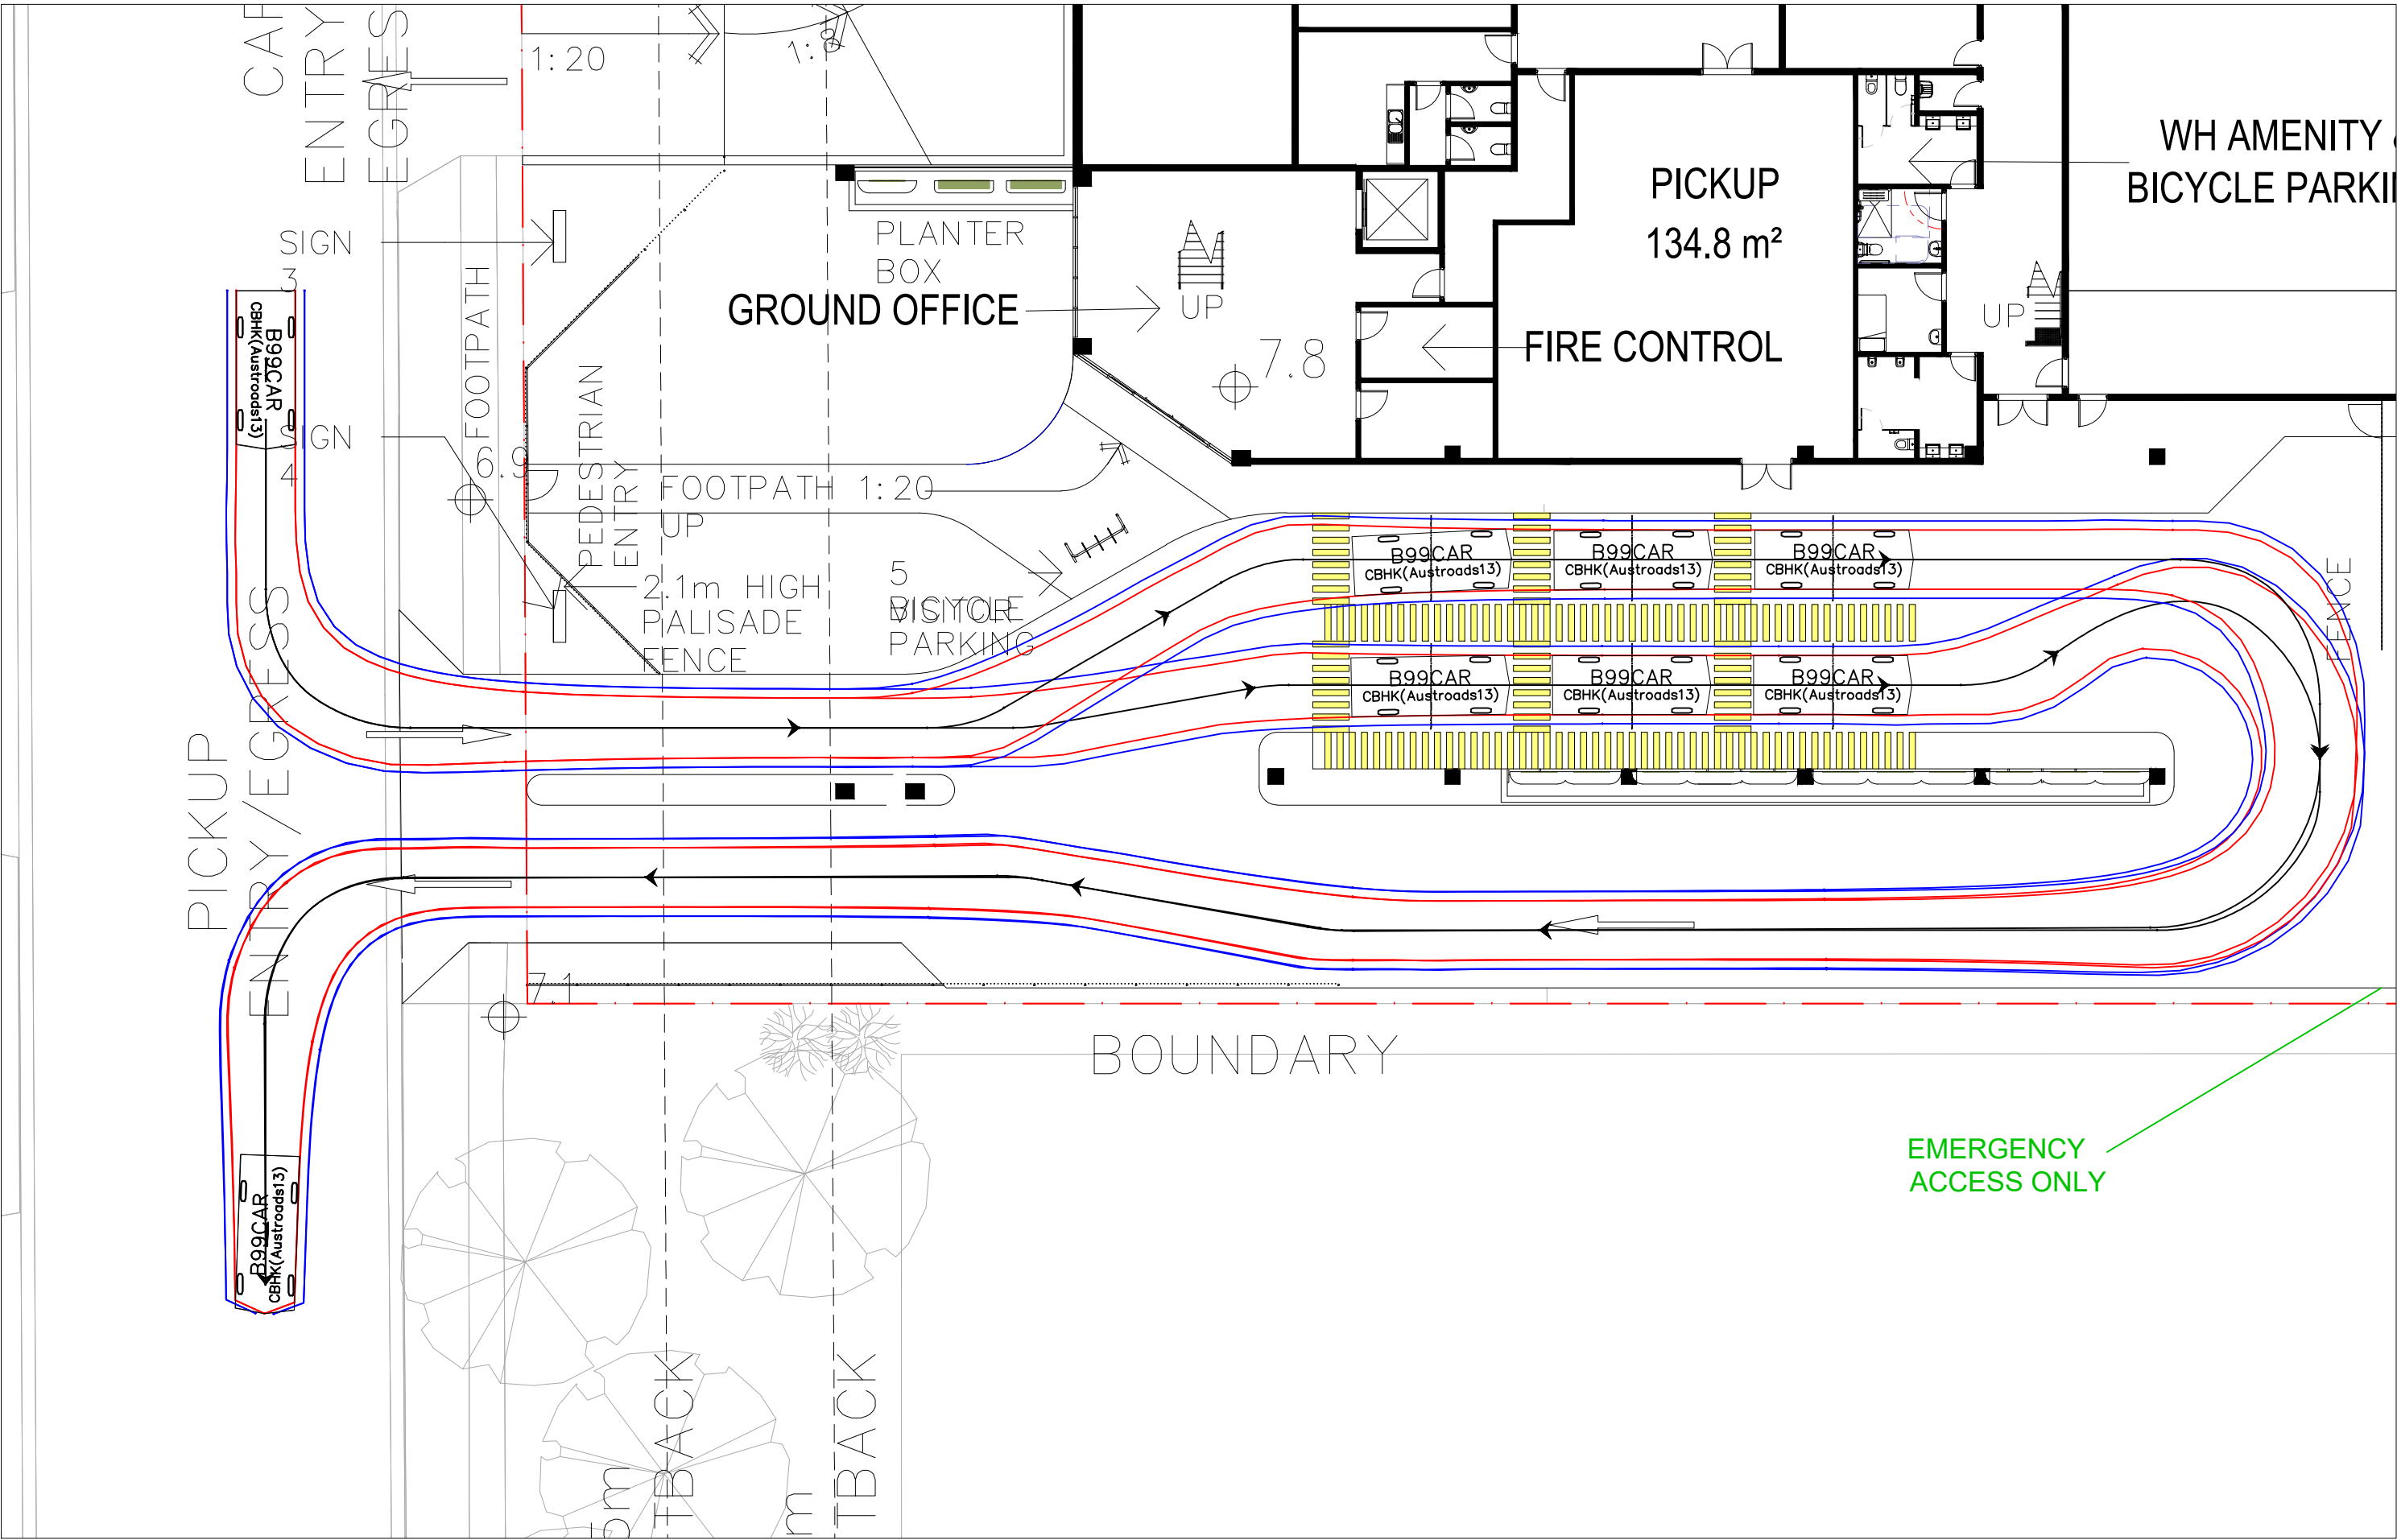 ENTRY
EGRESS
1:20
1:8
WH AMENITY
BICYCLE PARKI
PICKUP
134.8 m²
SIGN
3
PLANTER
BOX
GROUND OFFICE
UP
UP
FIRE CONTROL
7.8
FOOTPATH
B99CAR
CBHK(Austroads13)
SIGN
4
6.9
PEDESTRIAN
ENTRY
FOOTPATH 1:20
UP
2.1m HIGH
PALISADE
FENCE
5
BICYCLE
VISITOR
PARKING
B99CAR
CBHK(Austroads13)
B99CAR
CBHK(Austroads13)
B99CAR
CBHK(Austroads13)
FENCE
B99CAR
CBHK(Austroads13)
B99CAR
CBHK(Austroads13)
B99CAR
CBHK(Austroads13)
PICKUP
ENTRY/EGRESS
7.1
BOUNDARY
EMERGENCY
ACCESS ONLY
B99CAR
CBHK(Austroads13)
5m
TBACK
m
TBACK